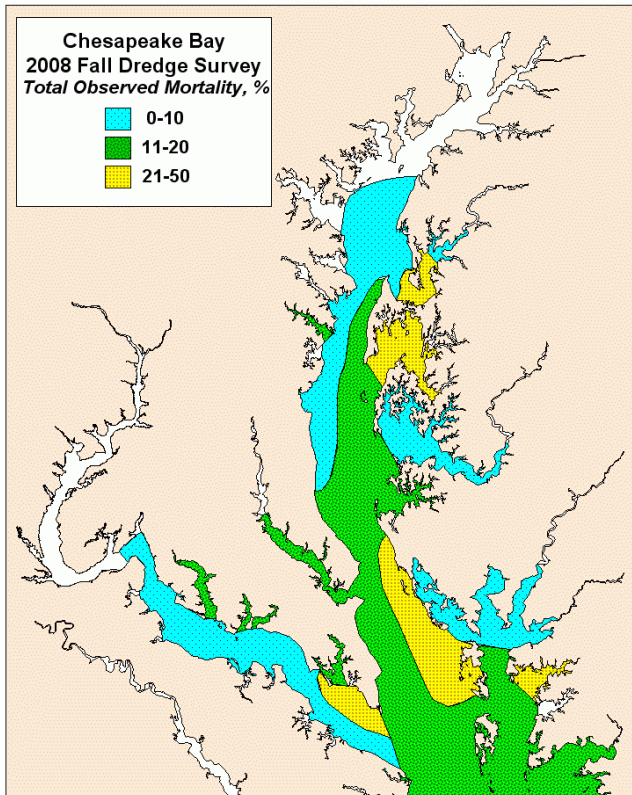 Chesapeake Bay
2008 Fall Dredge Survey
Total Observed Mortality, %
0-10
11-20
21-50